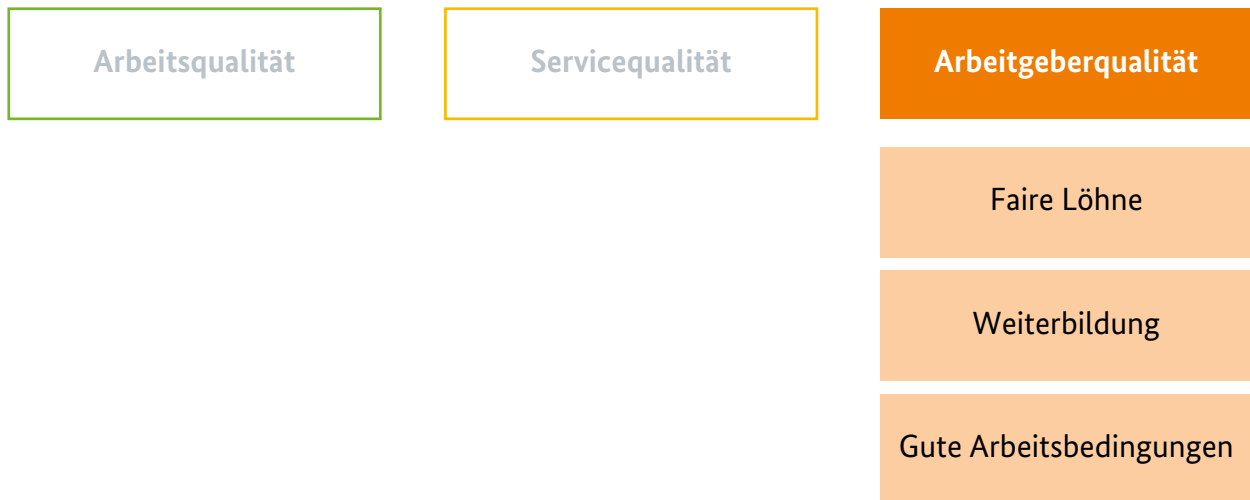 Arbeitsqualität
Servicequalität
Arbeitgeberqualität
Faire Löhne
Weiterbildung
Gute Arbeitsbedingungen